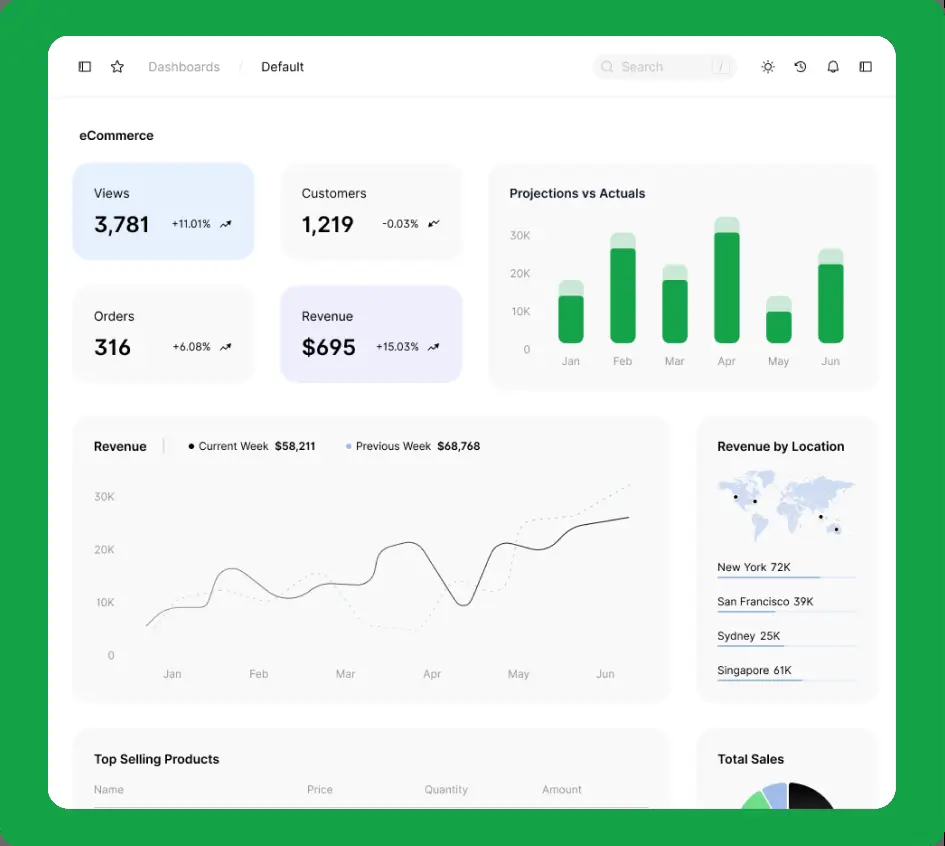 Dashboards / Default
Search /
eCommerce
Views
3,781 +11.01%
Customers
1,219 -0.03%
Orders
316 +6.08%
Revenue
$695 +15.03%
Projections vs Actuals
30K
20K
10K
0
Jan Feb Mar Apr May Jun
Revenue Current Week $58,211 Previous Week $68,768
30K
20K
10K
0
Jan Feb Mar Apr May Jun
Revenue by Location
New York 72K
San Francisco 39K
Sydney 25K
Singapore 61K
Top Selling Products
Name Price Quantity Amount
Total Sales